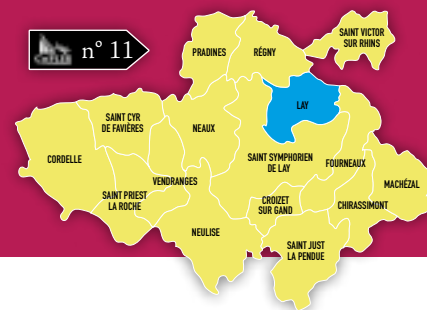 n° 11
PRADINES
RÉGNY
SAINT VICTOR
SUR RHINS
LAY
SAINT CYR
DE FAVIÈRES
NEAUX
CORDELLE
SAINT SYMPHORIEN
DE LAY
FOURNEAUX
VENDRANGES
MACHÉZAL
SAINT PRIEST
LA ROCHE
CROIZET
SUR GAND
CHIRASSIMONT
NEULISE
SAINT JUST
LA PENDUE